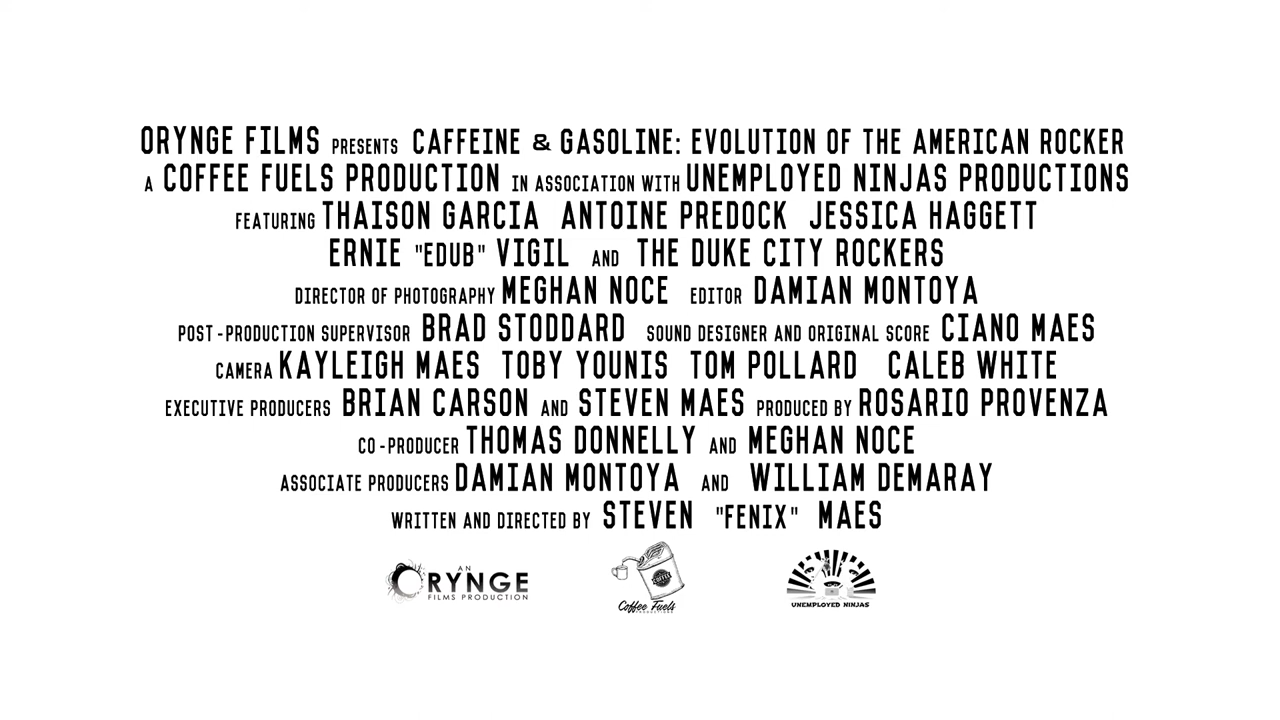 ORYNGE FILMS PRESENTS CAFFEINE & GASOLINE: EVOLUTION OF THE AMERICAN ROCKER
A COFFEE FUELS PRODUCTION IN ASSOCIATION WITH UNEMPLOYED NINJAS PRODUCTIONS
FEATURING THAISON GARCIA ANTOINE PREDOCK JESSICA HAGGETT
ERNIE "EDUB" VIGIL AND THE DUKE CITY ROCKERS
DIRECTOR OF PHOTOGRAPHY MEGHAN NOCE EDITOR DAMIAN MONTOYA
POST-PRODUCTION SUPERVISOR BRAD STODDARD SOUND DESIGNER AND ORIGINAL SCORE CIANO MAES
CAMERA KAYLEIGH MAES TOBY YOUNIS TOM POLLARD CALEB WHITE
EXECUTIVE PRODUCERS BRIAN CARSON AND STEVEN MAES PRODUCED BY ROSARIO PROVENZA
CO-PRODUCER THOMAS DONNELLY AND MEGHAN NOCE
ASSOCIATE PRODUCERS DAMIAN MONTOYA AND WILLIAM DEMARAY
WRITTEN AND DIRECTED BY STEVEN "FENIX" MAES
AN
ORYNGE
FILMS PRODUCTION
COFFEE
Coffee Fuels
PRODUCTIONS
UNEMPLOYED NINJAS